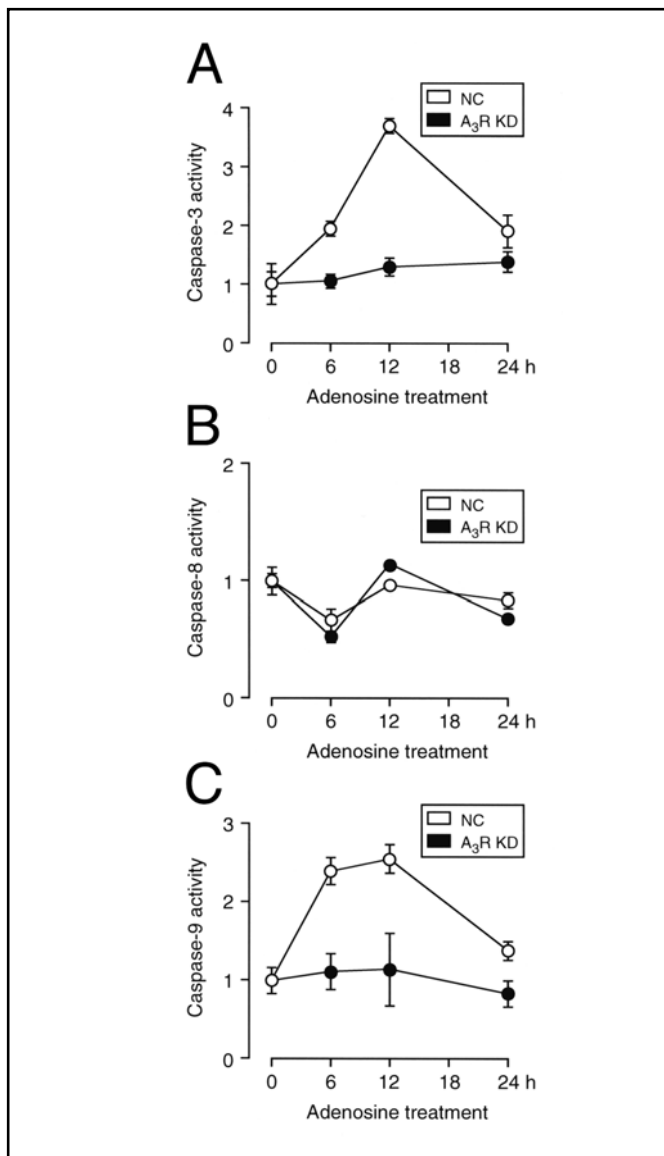 A
NC
A₃R KD
4
3
2
1
0
Caspase-3 activity
0 6 12 18 24 h
Adenosine treatment
B
NC
A₃R KD
2
1
0
Caspase-8 activity
0 6 12 18 24 h
Adenosine treatment
C
NC
A₃R KD
3
2
1
0
Caspase-9 activity
0 6 12 18 24 h
Adenosine treatment